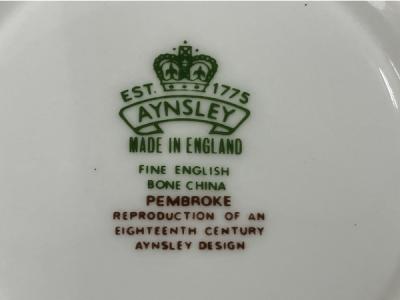 EST. 1775
AYNSLEY
MADE IN ENGLAND
FINE ENGLISH
BONE CHINA
PEMBROKE
REPRODUCTION OF AN
EIGHTEENTH CENTURY
AYNSLEY DESIGN